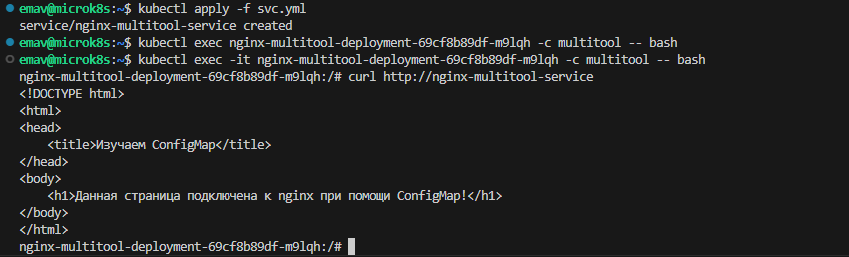 emav@microk8s:~$ kubectl apply -f svc.yml
service/nginx-multitool-service created
emav@microk8s:~$ kubectl exec nginx-multitool-deployment-69cf8b89df-m9lqh -c multitool -- bash
emav@microk8s:~$ kubectl exec -it nginx-multitool-deployment-69cf8b89df-m9lqh -c multitool -- bash
nginx-multitool-deployment-69cf8b89df-m9lqh:/# curl http://nginx-multitool-service
<!DOCTYPE html>
<html>
<head>
    <title>Изучаем ConfigMap</title>
</head>
<body>
    <h1>Данная страница подключена к nginx при помощи ConfigMap!</h1>
</body>
</html>
nginx-multitool-deployment-69cf8b89df-m9lqh:/#